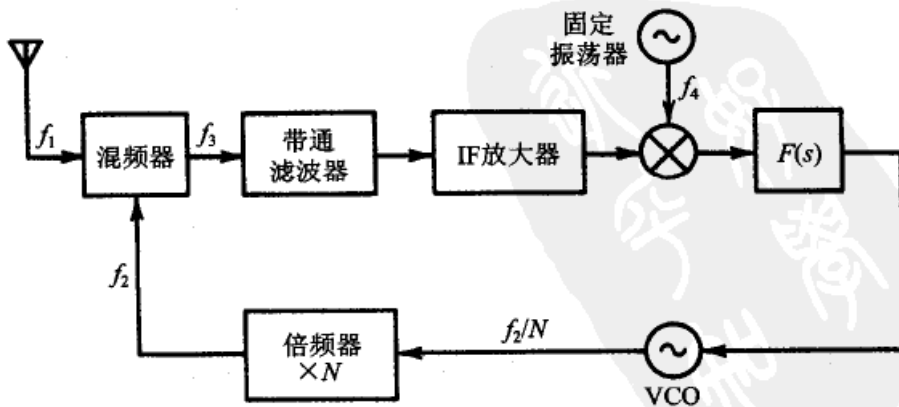 固定
振荡器
f₁
混频器
f₃
带通
滤波器
IF放大器
f₄
F(s)
f₂
倍频器
×N
f₂/N
VCO